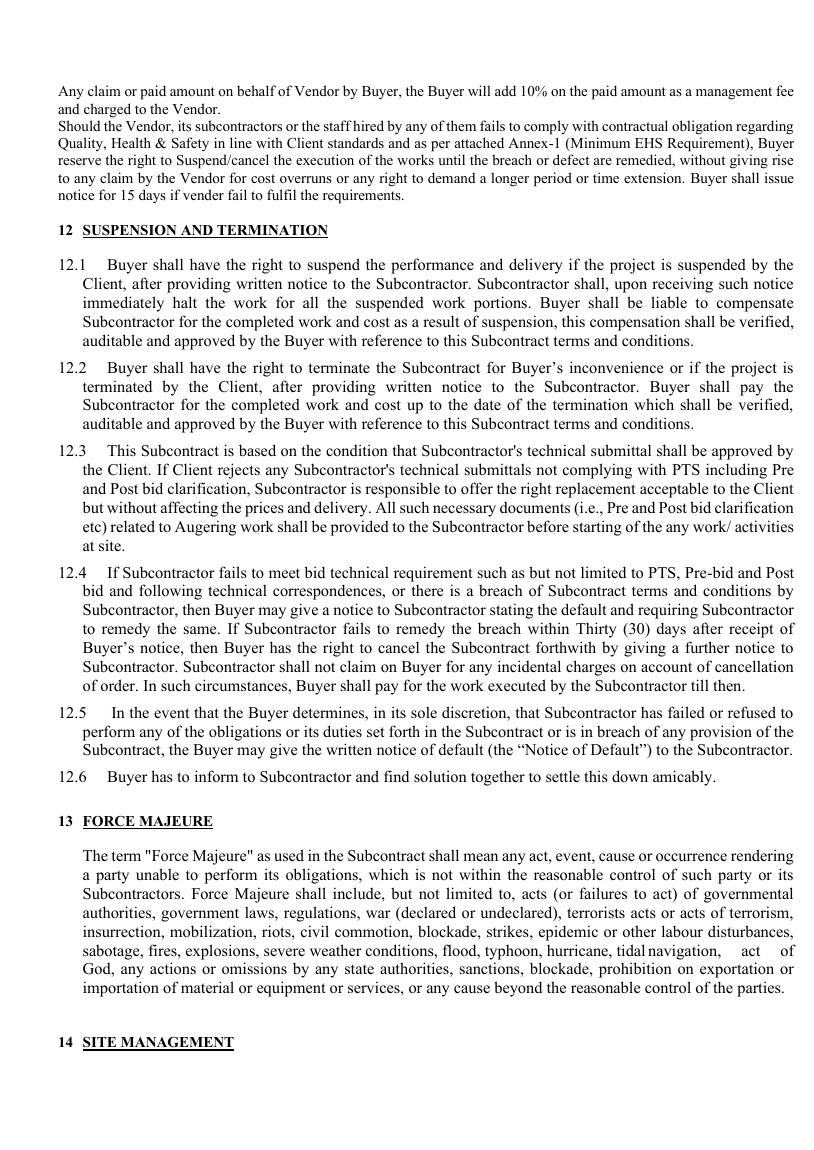 Any claim or paid amount on behalf of Vendor by Buyer, the Buyer will add 10% on the paid amount as a management fee
and charged to the Vendor.
Should the Vendor, its subcontractors or the staff hired by any of them fails to comply with contractual obligation regarding
Quality, Health & Safety in line with Client standards and as per attached Annex-1 (Minimum EHS Requirement), Buyer
reserve the right to Suspend/cancel the execution of the works until the breach or defect are remedied, without giving rise
to any claim by the Vendor for cost overruns or any right to demand a longer period or time extension. Buyer shall issue
notice for 15 days if vender fail to fulfil the requirements.
12 SUSPENSION AND TERMINATION
12.1 Buyer shall have the right to suspend the performance and delivery if the project is suspended by the
Client, after providing written notice to the Subcontractor. Subcontractor shall, upon receiving such notice
immediately halt the work for all the suspended work portions. Buyer shall be liable to compensate
Subcontractor for the completed work and cost as a result of suspension, this compensation shall be verified,
auditable and approved by the Buyer with reference to this Subcontract terms and conditions.
12.2 Buyer shall have the right to terminate the Subcontract for Buyer’s inconvenience or if the project is
terminated by the Client, after providing written notice to the Subcontractor. Buyer shall pay the
Subcontractor for the completed work and cost up to the date of the termination which shall be verified,
auditable and approved by the Buyer with reference to this Subcontract terms and conditions.
12.3 This Subcontract is based on the condition that Subcontractor's technical submittal shall be approved by
the Client. If Client rejects any Subcontractor's technical submittals not complying with PTS including Pre
and Post bid clarification, Subcontractor is responsible to offer the right replacement acceptable to the Client
but without affecting the prices and delivery. All such necessary documents (i.e., Pre and Post bid clarification
etc) related to Augering work shall be provided to the Subcontractor before starting of the any work/ activities
at site.
12.4 If Subcontractor fails to meet bid technical requirement such as but not limited to PTS, Pre-bid and Post
bid and following technical correspondences, or there is a breach of Subcontract terms and conditions by
Subcontractor, then Buyer may give a notice to Subcontractor stating the default and requiring Subcontractor
to remedy the same. If Subcontractor fails to remedy the breach within Thirty (30) days after receipt of
Buyer’s notice, then Buyer has the right to cancel the Subcontract forthwith by giving a further notice to
Subcontractor. Subcontractor shall not claim on Buyer for any incidental charges on account of cancellation
of order. In such circumstances, Buyer shall pay for the work executed by the Subcontractor till then.
12.5 In the event that the Buyer determines, in its sole discretion, that Subcontractor has failed or refused to
perform any of the obligations or its duties set forth in the Subcontract or is in breach of any provision of the
Subcontract, the Buyer may give the written notice of default (the “Notice of Default”) to the Subcontractor.
12.6 Buyer has to inform to Subcontractor and find solution together to settle this down amicably.
13 FORCE MAJEURE
The term "Force Majeure" as used in the Subcontract shall mean any act, event, cause or occurrence rendering
a party unable to perform its obligations, which is not within the reasonable control of such party or its
Subcontractors. Force Majeure shall include, but not limited to, acts (or failures to act) of governmental
authorities, government laws, regulations, war (declared or undeclared), terrorists acts or acts of terrorism,
insurrection, mobilization, riots, civil commotion, blockade, strikes, epidemic or other labour disturbances,
sabotage, fires, explosions, severe weather conditions, flood, typhoon, hurricane, tidal navigation, act of
God, any actions or omissions by any state authorities, sanctions, blockade, prohibition on exportation or
importation of material or equipment or services, or any cause beyond the reasonable control of the parties.
14 SITE MANAGEMENT